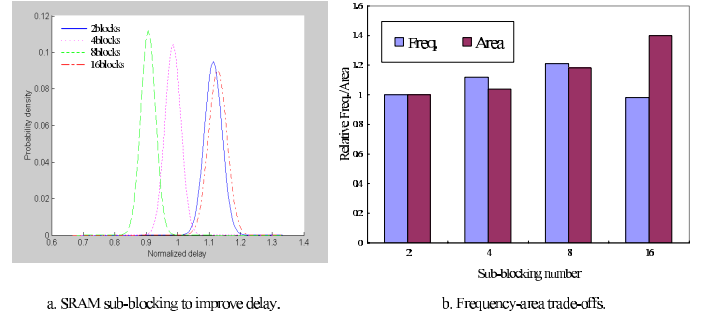 2blocks
4blocks
8blocks
16blocks
0.12
0.1
0.08
0.06
0.04
0.02
0
0.6 0.7 0.8 0.9 1 1.1 1.2 1.3 1.4
Probability density
Normalized delay
a. SRAM sub-blocking to improve delay.
Freq. Area
1.6
1.4
1.2
1
0.8
0.6
0.4
0.2
0
2 4 8 16
Relative Freq./Area
Sub-blocking number
b. Frequency-area trade-offs.